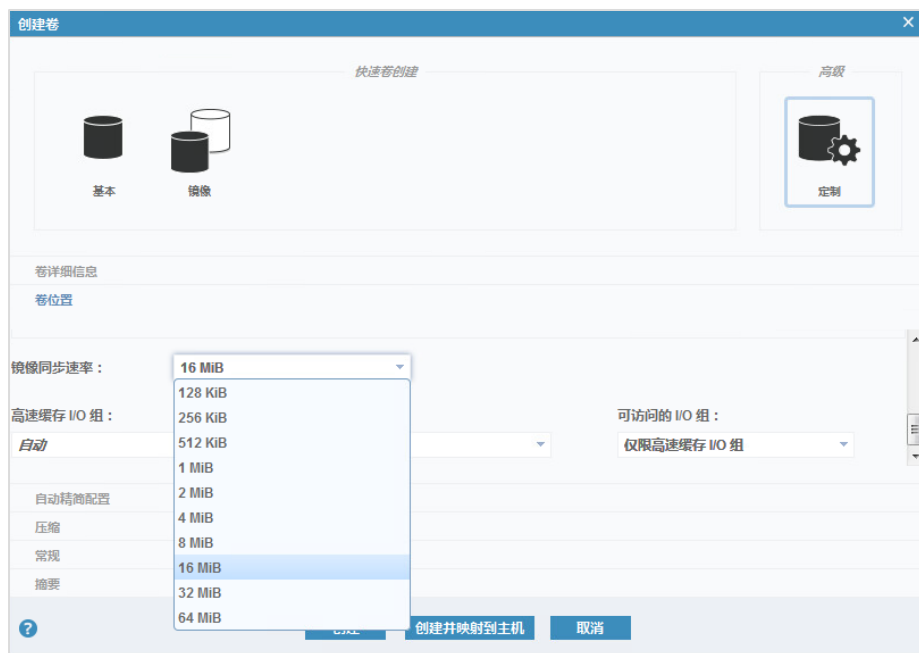 创建卷
快速卷创建
高级
基本
镜像
定制
卷详细信息
卷位置
镜像同步速率：
16 MiB
128 KiB
256 KiB
512 KiB
1 MiB
2 MiB
4 MiB
8 MiB
16 MiB
32 MiB
64 MiB
高速缓存 I/O 组：
自动
可访问的 I/O 组：
仅限高速缓存 I/O 组
自动精简配置
压缩
常规
摘要
创建并映射到主机
取消